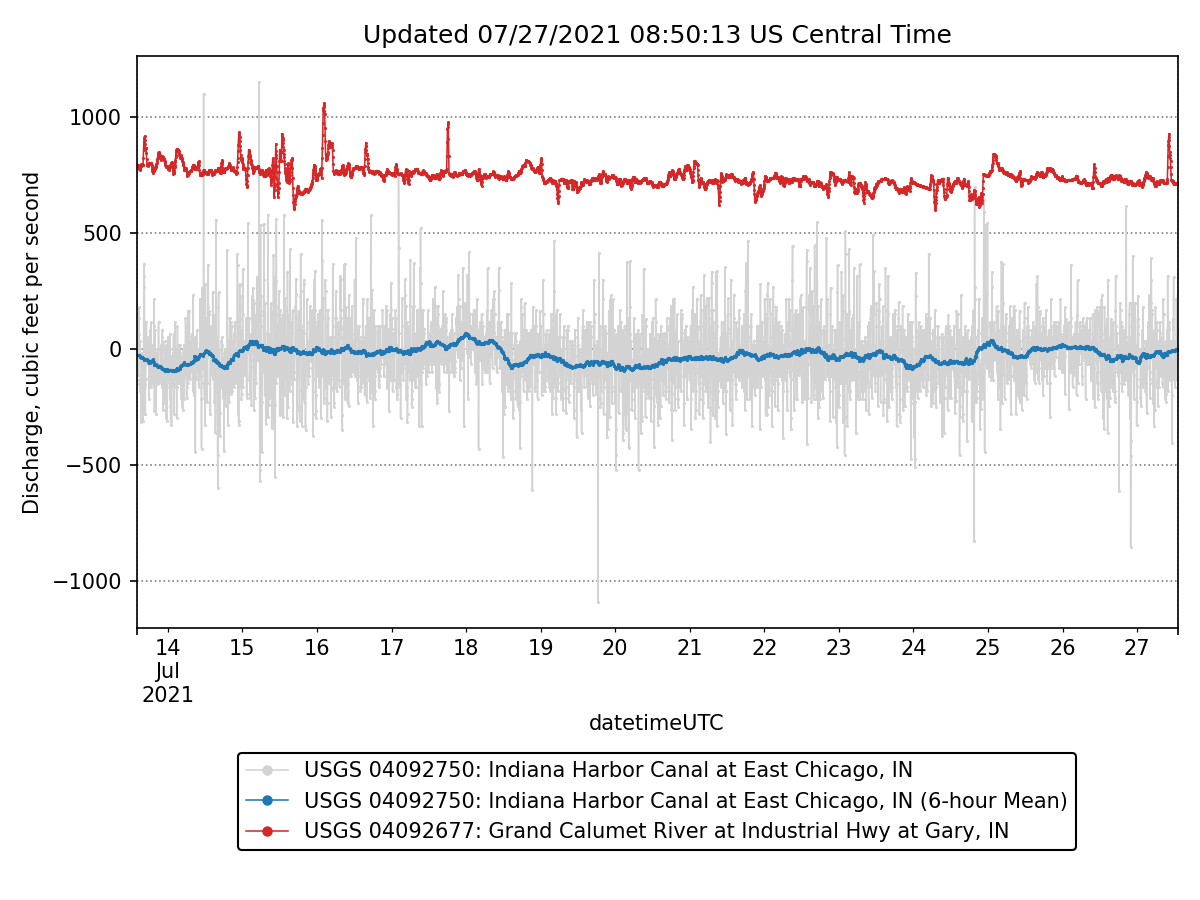 Updated 07/27/2021 08:50:13 US Central Time
Discharge, cubic feet per second
1000
500
0
−500
−1000
14 15 16 17 18 19 20 21 22 23 24 25 26 27
Jul
2021
datetimeUTC
USGS 04092750: Indiana Harbor Canal at East Chicago, IN
USGS 04092750: Indiana Harbor Canal at East Chicago, IN (6-hour Mean)
USGS 04092677: Grand Calumet River at Industrial Hwy at Gary, IN